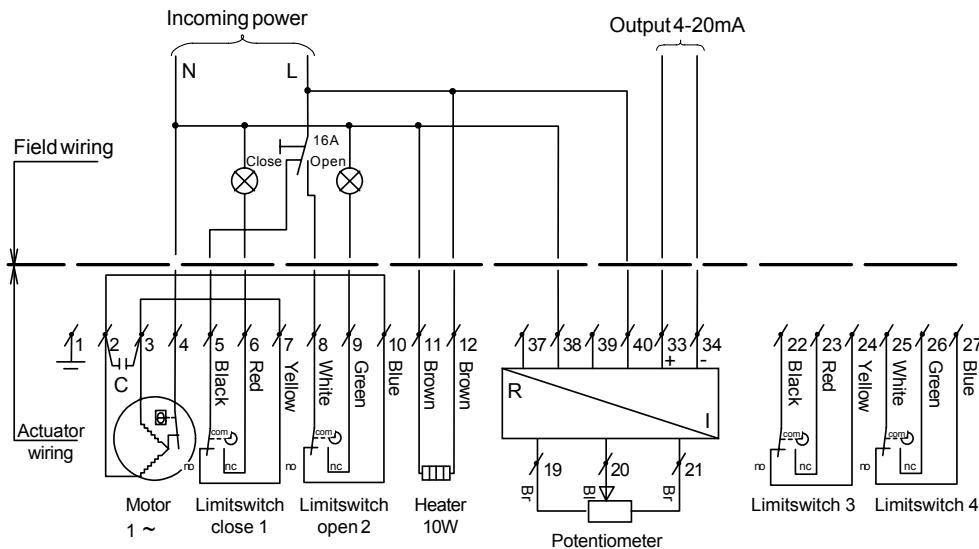 Incoming power
Output 4-20mA
N L
16A
Close Open
Field wiring
1 2 3 4 5 6 7 8 9 10 11 12 37 38 39 40 33 34 22 23 24 25 26 27
+ -
C
Black Red Yellow White Green Blue Brown Brown Black Red Yellow White Green Blue
R
I
com com com com
no nc no nc no nc no nc
19 20 21
Br Bl Br
Actuator
wiring
Motor
1 ~
Limitswitch
close 1
Limitswitch
open 2
Heater
10W
Potentiometer
Limitswitch 3
Limitswitch 4